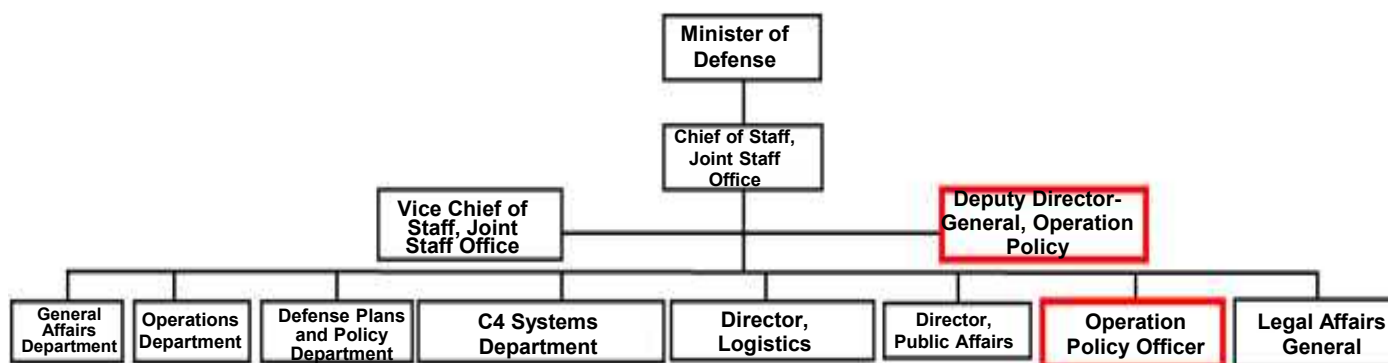 Minister of
Defense
Chief of Staff,
Joint Staff
Office
Vice Chief of
Staff, Joint
Staff Office
Deputy Director-
General, Operation
Policy
General
Affairs
Department
Operations
Department
Defense Plans
and Policy
Department
C4 Systems
Department
Director,
Logistics
Director,
Public Affairs
Operation
Policy Officer
Legal Affairs
General